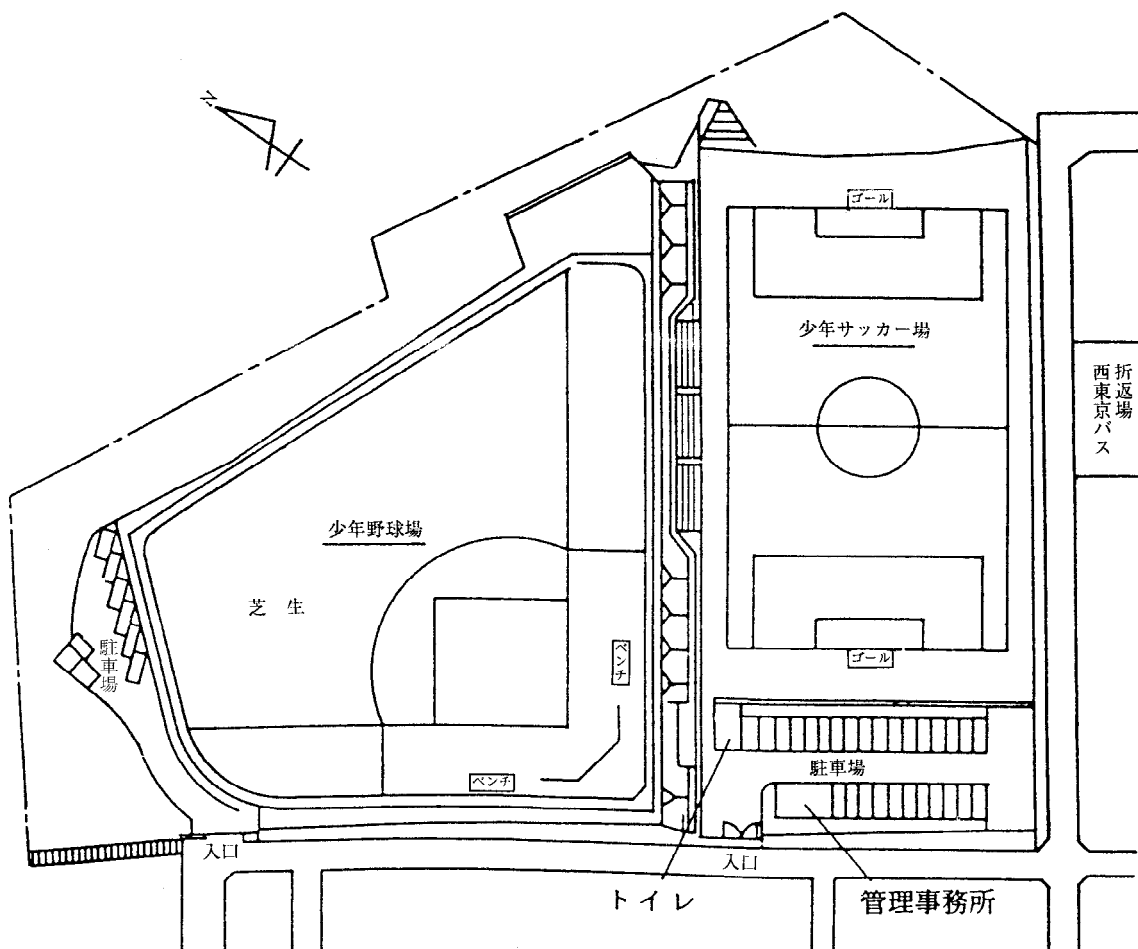 N
ゴール
少年サッカー場
折返場
西東京バス
少年野球場
芝 生
ベンチ
駐車場
ゴール
ベンチ
駐車場
入口
入口
トイレ
管理事務所